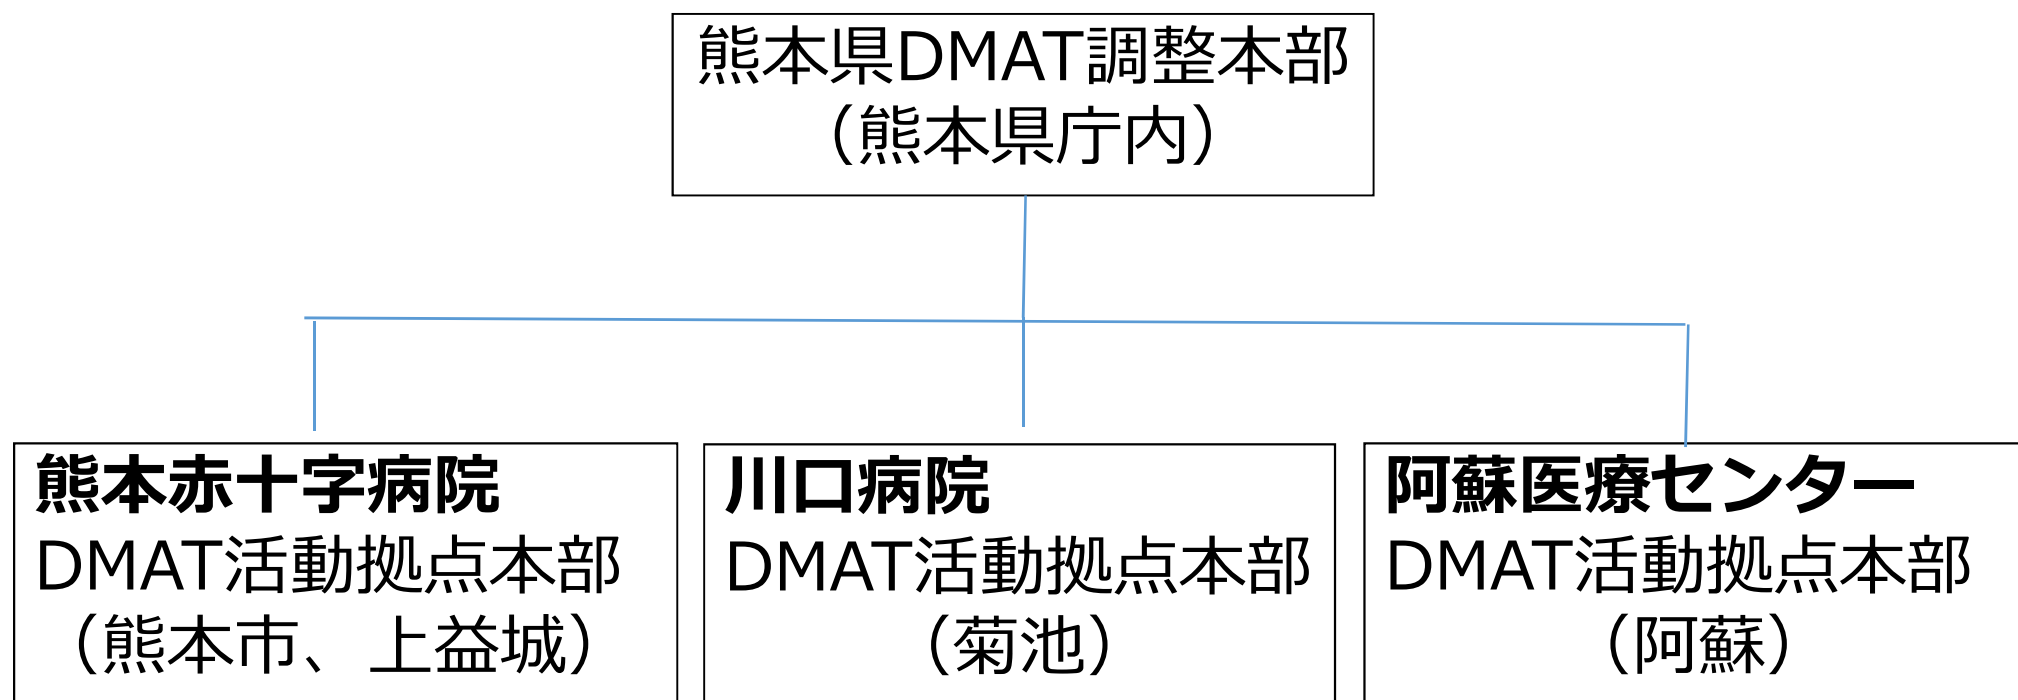 熊本県DMAT調整本部
（熊本県庁内）
熊本赤十字病院
DMAT活動拠点本部
（熊本市、上益城）
川口病院
DMAT活動拠点本部
（菊池）
阿蘇医療センター
DMAT活動拠点本部
（阿蘇）